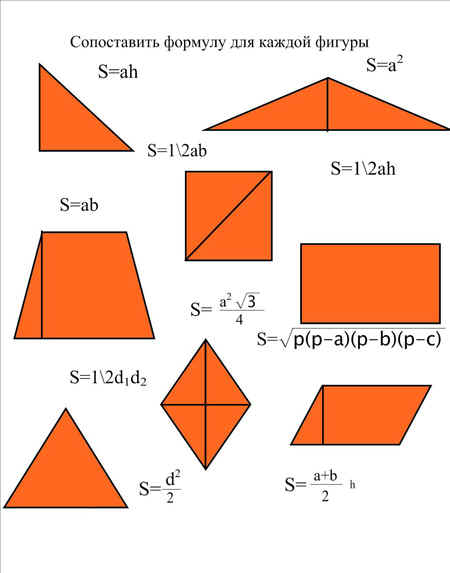 Сопоставить формулу для каждой фигуры
S=ah
S=a²
S=1\2ab
S=1\2ah
S=ab
S= a²√3/4
S=√p(p-a)(p-b)(p-c)
S=1\2d₁d₂
S=d²/2
S= a+b/2 h